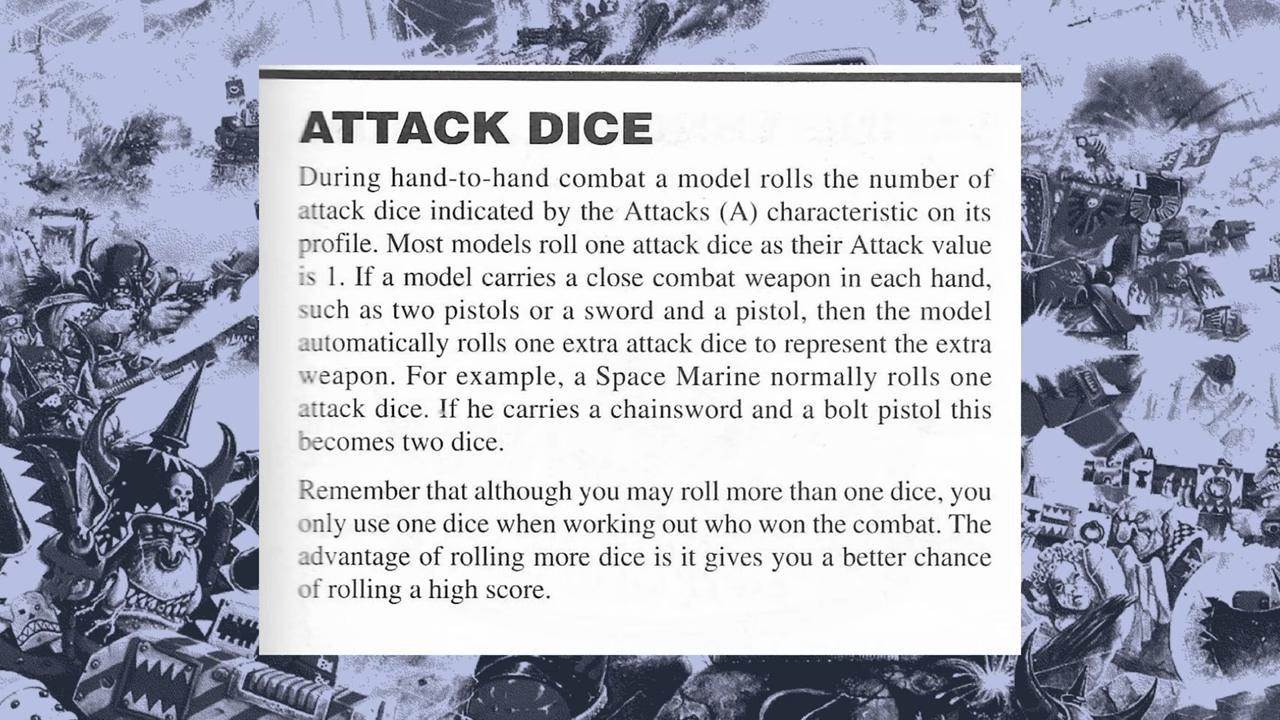 ATTACK DICE
During hand-to-hand combat a model rolls the number of
attack dice indicated by the Attacks (A) characteristic on its
profile. Most models roll one attack dice as their Attack value
is 1. If a model carries a close combat weapon in each hand,
such as two pistols or a sword and a pistol, then the model
automatically rolls one extra attack dice to represent the extra
weapon. For example, a Space Marine normally rolls one
attack dice. If he carries a chainsword and a bolt pistol this
becomes two dice.
Remember that although you may roll more than one dice, you
only use one dice when working out who won the combat. The
advantage of rolling more dice is it gives you a better chance
of rolling a high score.